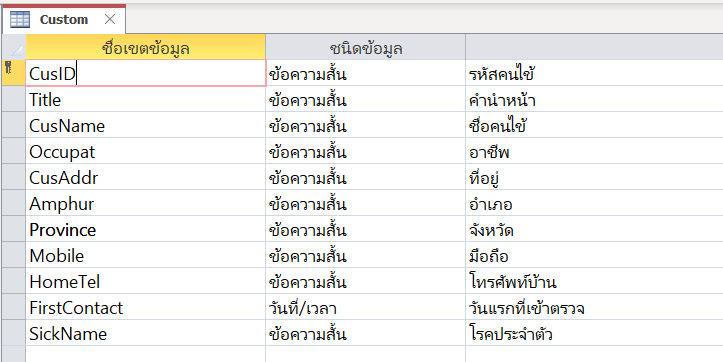 Custom
ชื่อเขตข้อมูล ชนิดข้อมูล
CusID ข้อความสั้น รหัสคนไข้
Title ข้อความสั้น คำนำหน้า
CusName ข้อความสั้น ชื่อคนไข้
Occupat ข้อความสั้น อาชีพ
CusAddr ข้อความสั้น ที่อยู่
Amphur ข้อความสั้น อำเภอ
Province ข้อความสั้น จังหวัด
Mobile ข้อความสั้น มือถือ
HomeTel ข้อความสั้น โทรศัพท์บ้าน
FirstContact วันที่/เวลา วันแรกที่เข้าตรวจ
SickName ข้อความสั้น โรคประจำตัว